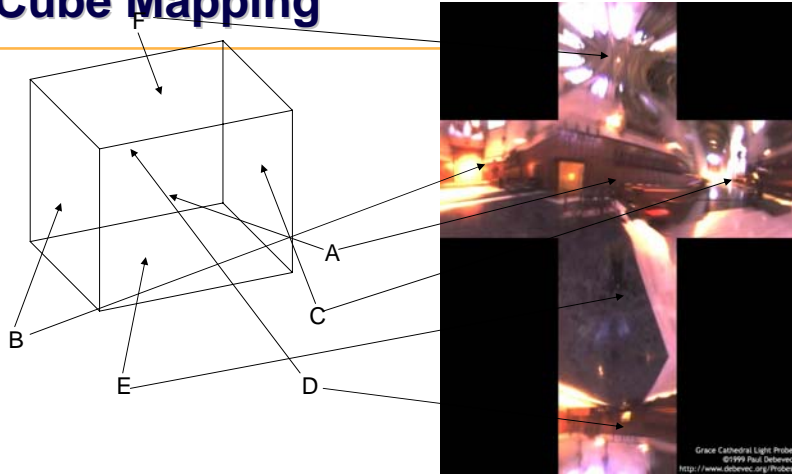 Cube Mapping
F
A
C
B
E
D
Grace Cathedral Light Probe
©1999 Paul Debevec
http://www.debevec.org/Probes